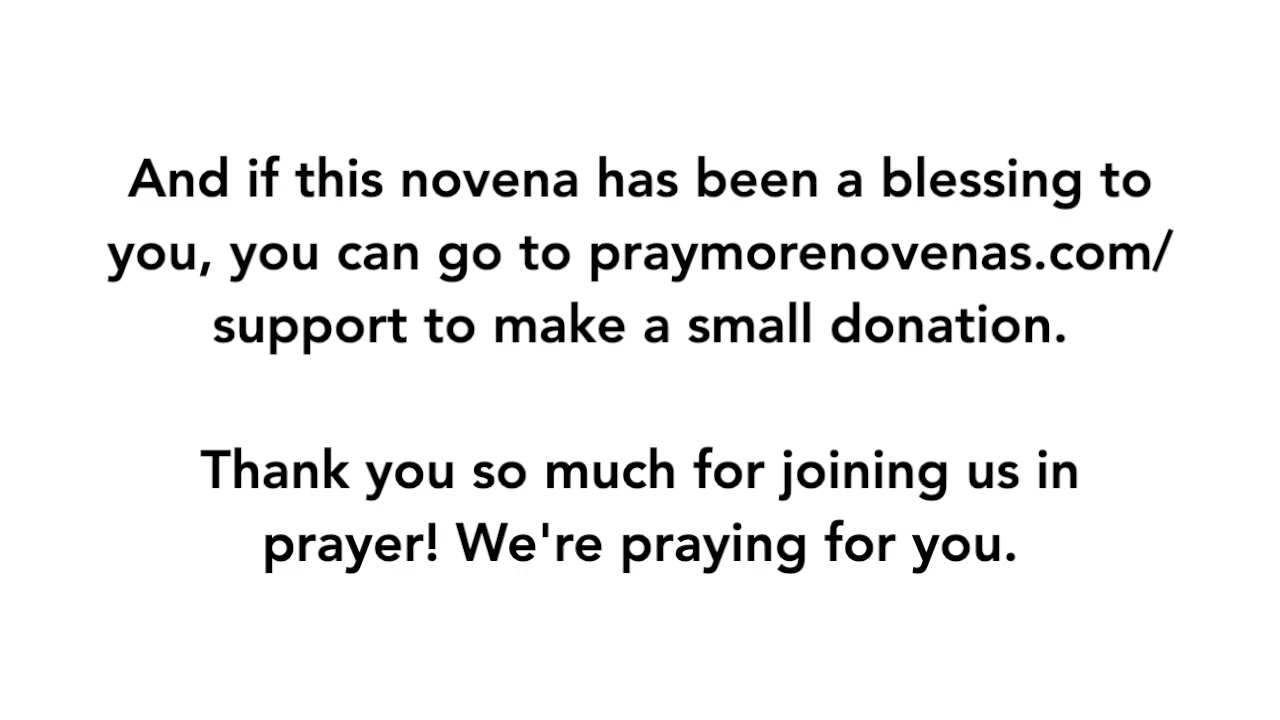 And if this novena has been a blessing to
you, you can go to praymorenovenas.com/
support to make a small donation.
Thank you so much for joining us in
prayer! We're praying for you.